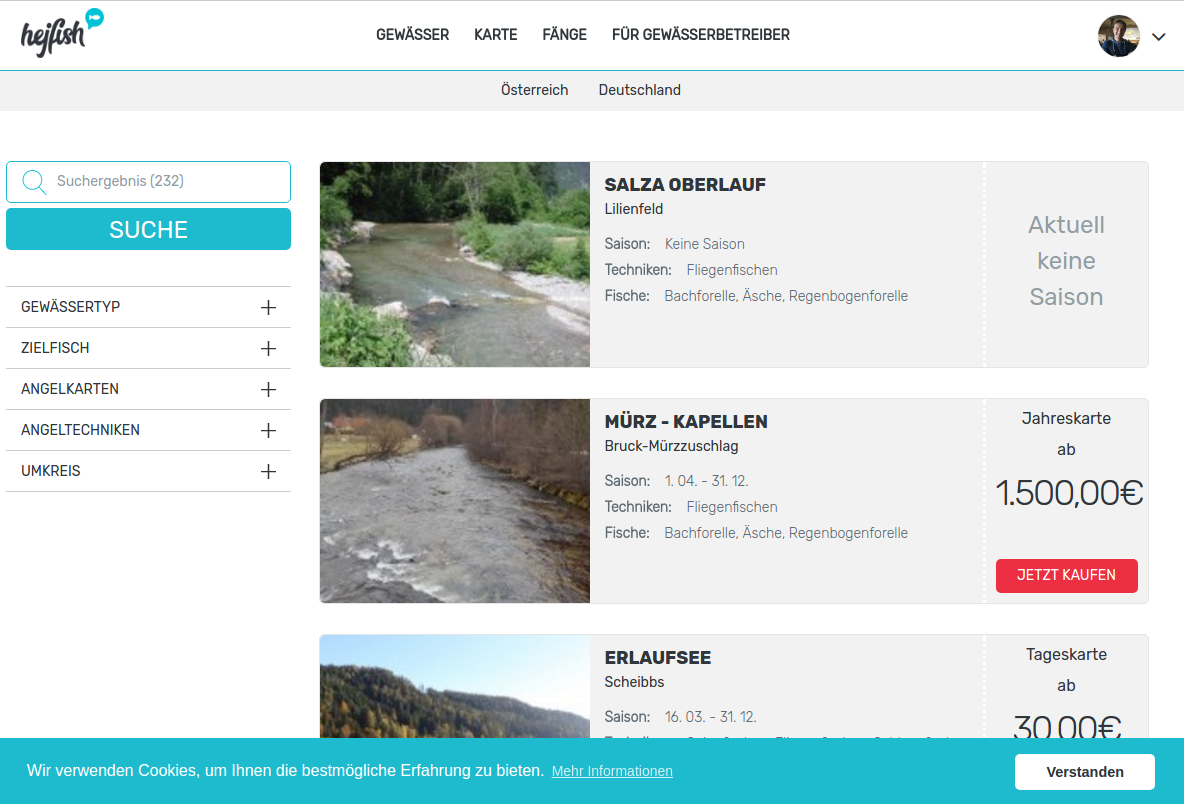 hejfish
GEWÄSSER KARTE FÄNGE FÜR GEWÄSSERBETREIBER
Österreich Deutschland
Suchergebnis (232)
SUCHE
GEWÄSSERTYP
ZIELFISCH
ANGELKARTEN
ANGELTECHNIKEN
UMKREIS
SALZA OBERLAUF
Lilienfeld
Saison: Keine Saison
Techniken: Fliegenfischen
Fische: Bachforelle, Äsche, Regenbogenforelle
Aktuell
keine
Saison
MÜRZ - KAPELLEN
Bruck-Mürzzuschlag
Saison: 1. 04. - 31. 12.
Techniken: Fliegenfischen
Fische: Bachforelle, Äsche, Regenbogenforelle
Jahreskarte
ab
1.500,00€
JETZT KAUFEN
ERLAUFSEE
Scheibbs
Saison: 16. 03. - 31. 12.
Tageskarte
ab
30,00€
Wir verwenden Cookies, um Ihnen die bestmögliche Erfahrung zu bieten. Mehr Informationen
Verstanden